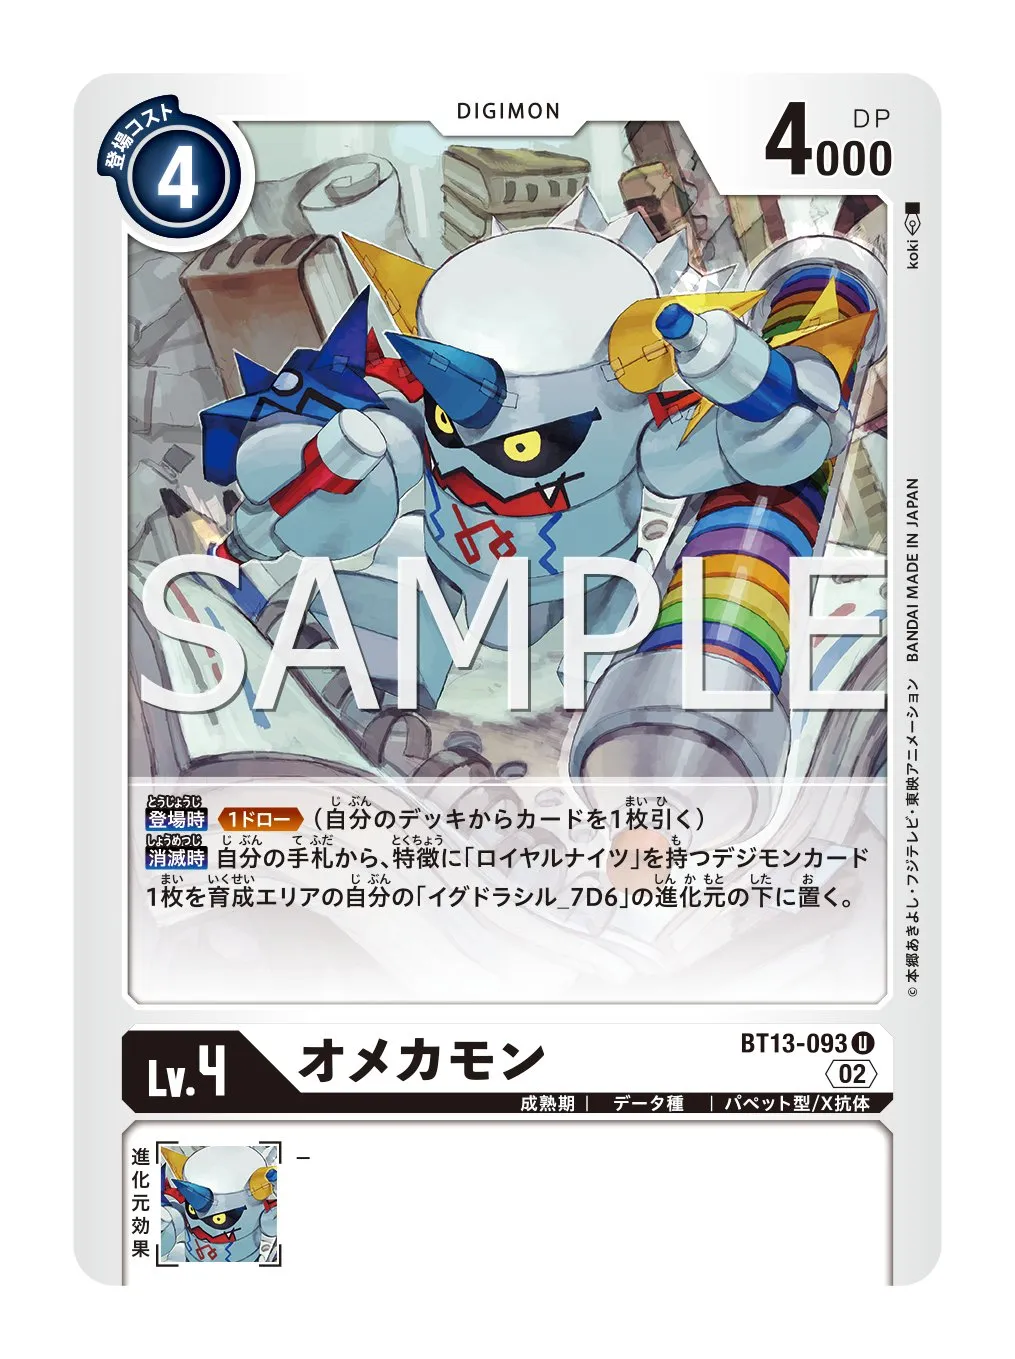 DIGIMON
登場コスト
4
4000
DP
koki
SAMPLE
登場時 1ドロー (自分のデッキからカードを1枚引く)
消滅時 自分の手札から、特徴に「ロイヤルナイツ」を持つデジモンカード
1枚を育成エリアの自分の「イグドラシル_7D6」の進化元の下に置く。
©本郷あきよし・フジテレビ・東映アニメーション BANDAI MADE IN JAPAN
Lv.4
オメカモン
BT13-093 U
02
成熟期 | データ種 | パペット型/X抗体
進化元効果
–